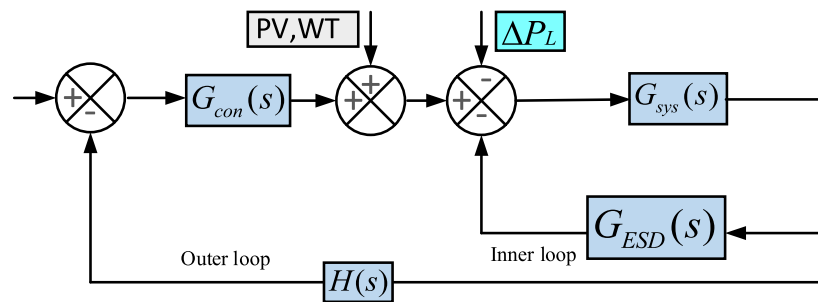 PV,WT
ΔP_L
+
-
G_con(s)
+
+
+
-
-
G_sys(s)
G_ESD(s)
Outer loop
Inner loop
H(s)